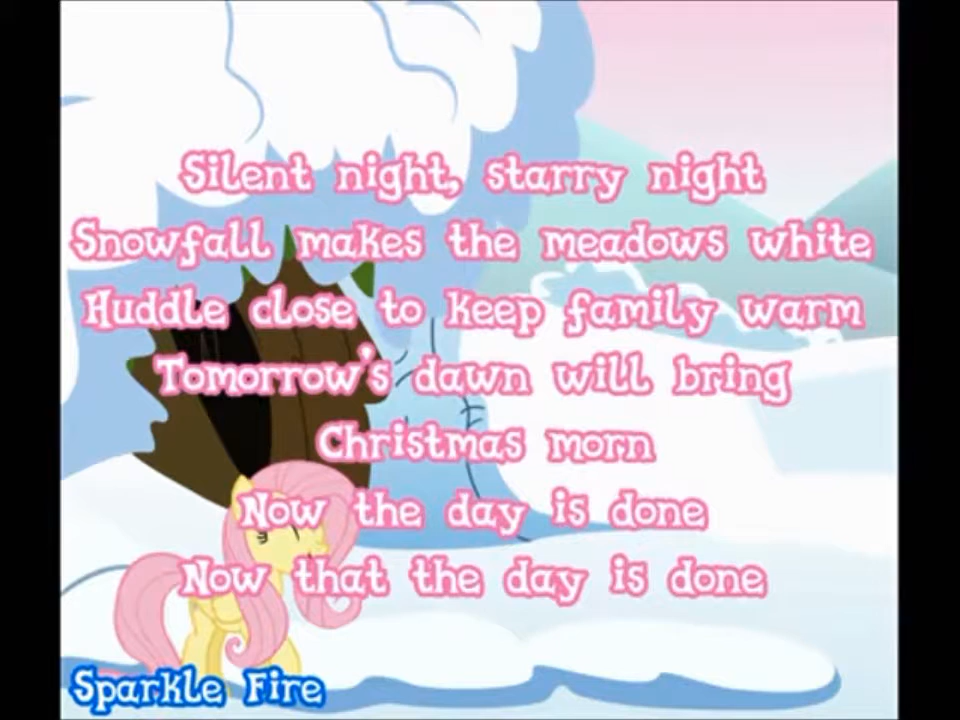 Silent night, starry night
Snowfall makes the meadows white
Huddle close to keep family warm
Tomorrow's dawn will bring
Christmas morn
Now the day is done
Now that the day is done
Sparkle Fire